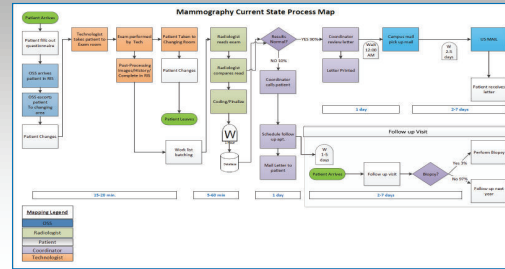 Mammography Current State Process Map
Patient Arrives
Patient fills out
questionnaire
OSS arrives
patient in RIS
OSS escorts
patient
To changing
area
Patient Changes
Technologist
takes patient to
Exam room
Exam performed
by Tech
Post-Processing
Images/History/
Complete in RIS
Patient Taken to
Changing Room
Patient Changes
Patient Leaves
Work list
batching
Radiologist
reads exam
Radiologist
compares read
Coding/Finalize
W
Results
Normal?
YES 90%
NO 10%
Coordinator
calls patient
Schedule follow
up apt.
W
1-5
days
Mail Letter to
patient
Coordinator
review letter
Letter Printed
Wait
12:00
AM
Campus mail
pick up mail
W
2-5
days
US MAIL
Patient receives
letter
1 day
2-7 days
Follow up Visit
Patient Arrives
Follow up visit
Biopsy?
Yes 3%
No 97%
Perform Biopsy
Follow up next
year
15-20 min
5-60 min
1 day
2-7 days
Mapping Legend
OSS
Radiologist
Patient
Coordinator
Technologist